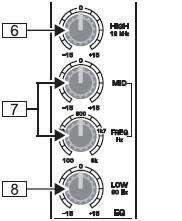 0
6
HIGH
12 kHz
-15 +15
0
MID
-15 +15
7
800
1k7
FREQ
Hz
100 8k
0
8
LOW
80 Hz
-15 +15
EQ